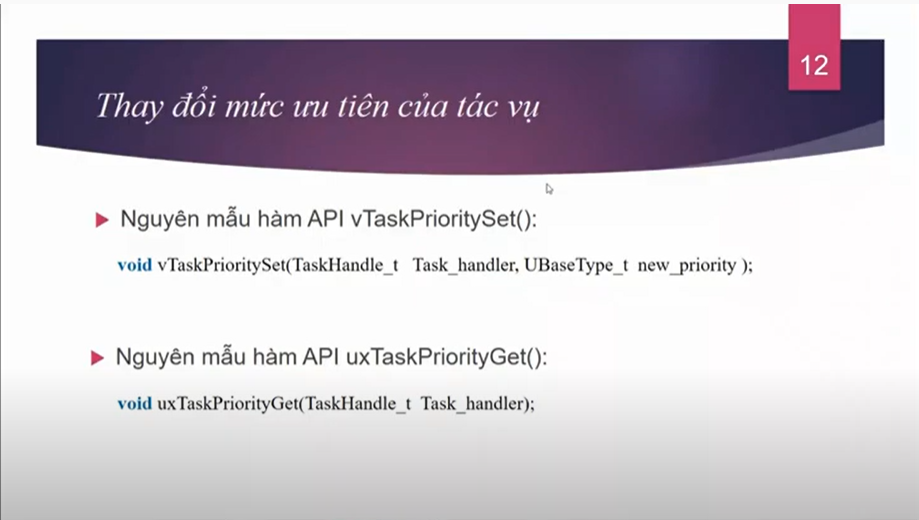 12
Thay đổi mức ưu tiên của tác vụ
Nguyên mẫu hàm API vTaskPrioritySet():
void vTaskPrioritySet(TaskHandle_t Task_handler, UBaseType_t new_priority );
Nguyên mẫu hàm API uxTaskPriorityGet():
void uxTaskPriorityGet(TaskHandle_t Task_handler);